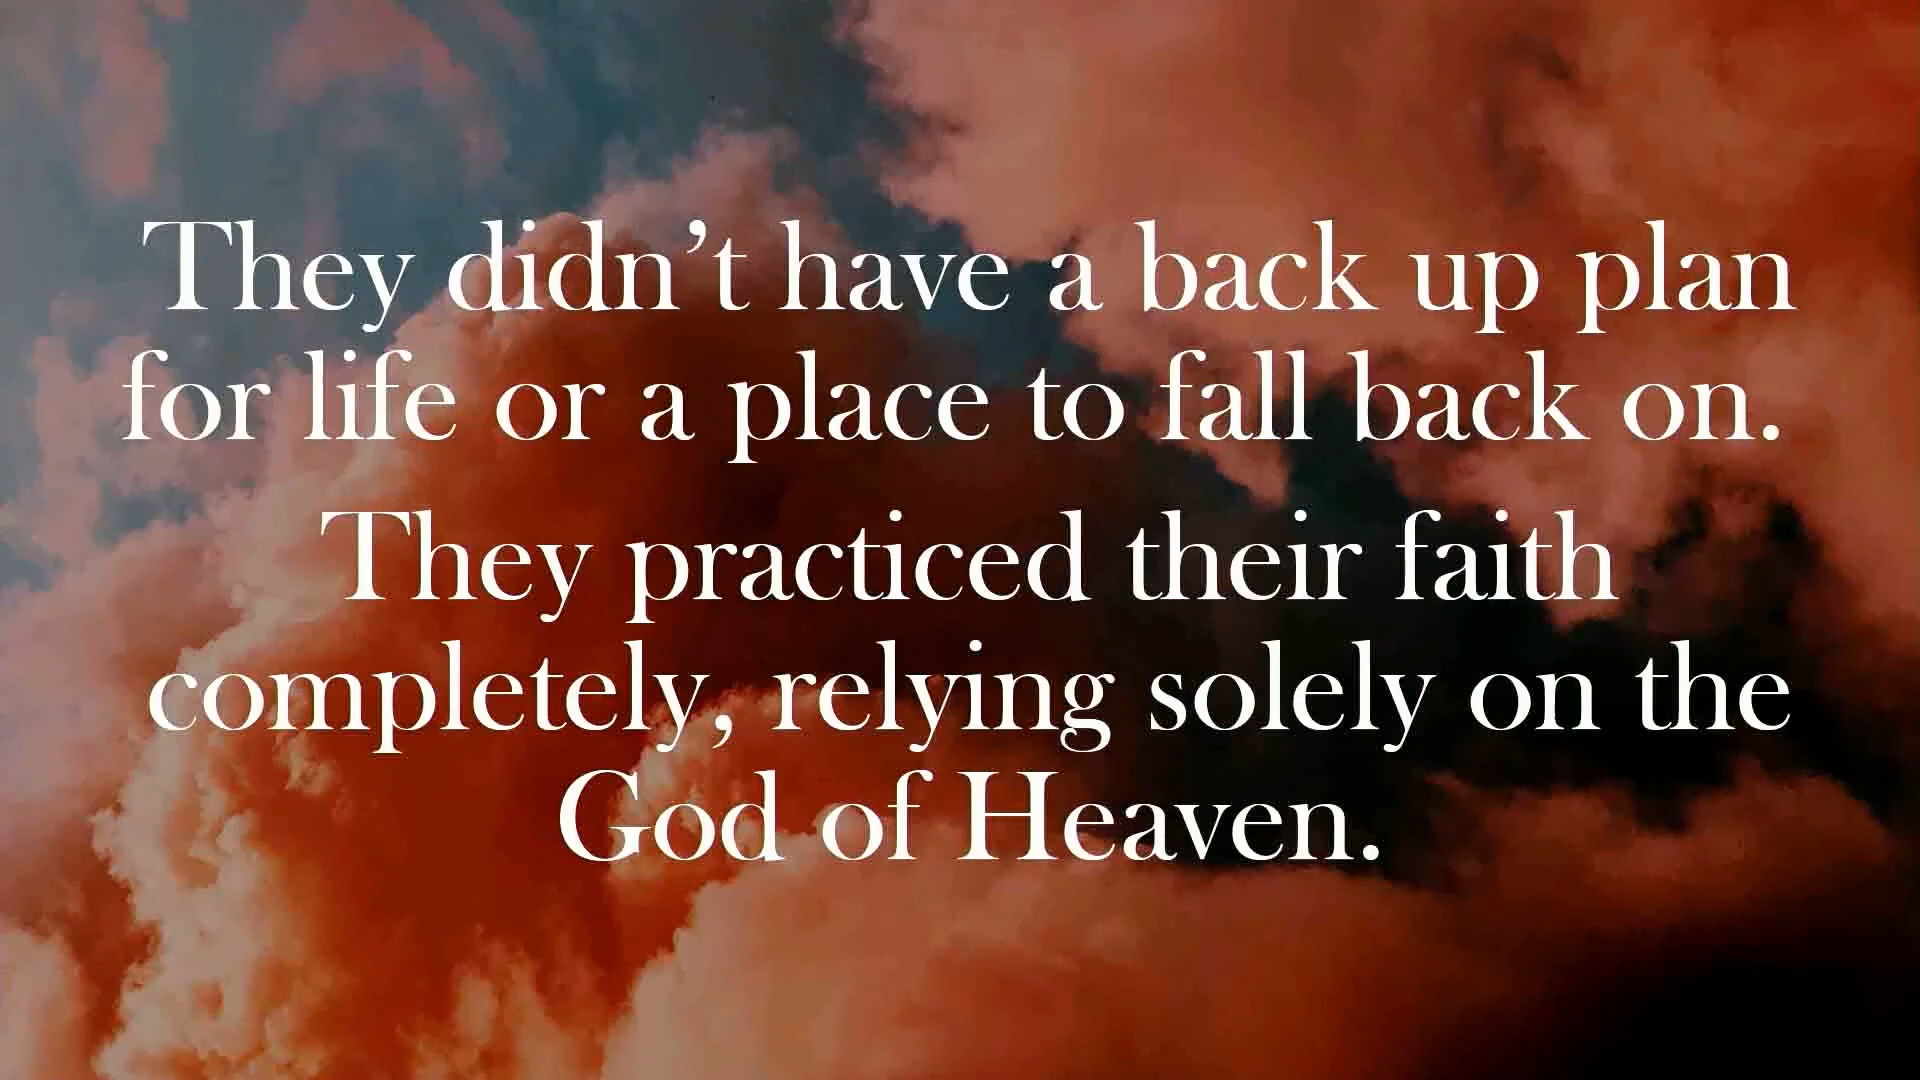 They didn’t have a back up plan
for life or a place to fall back on.
They practiced their faith
completely, relying solely on the
God of Heaven.